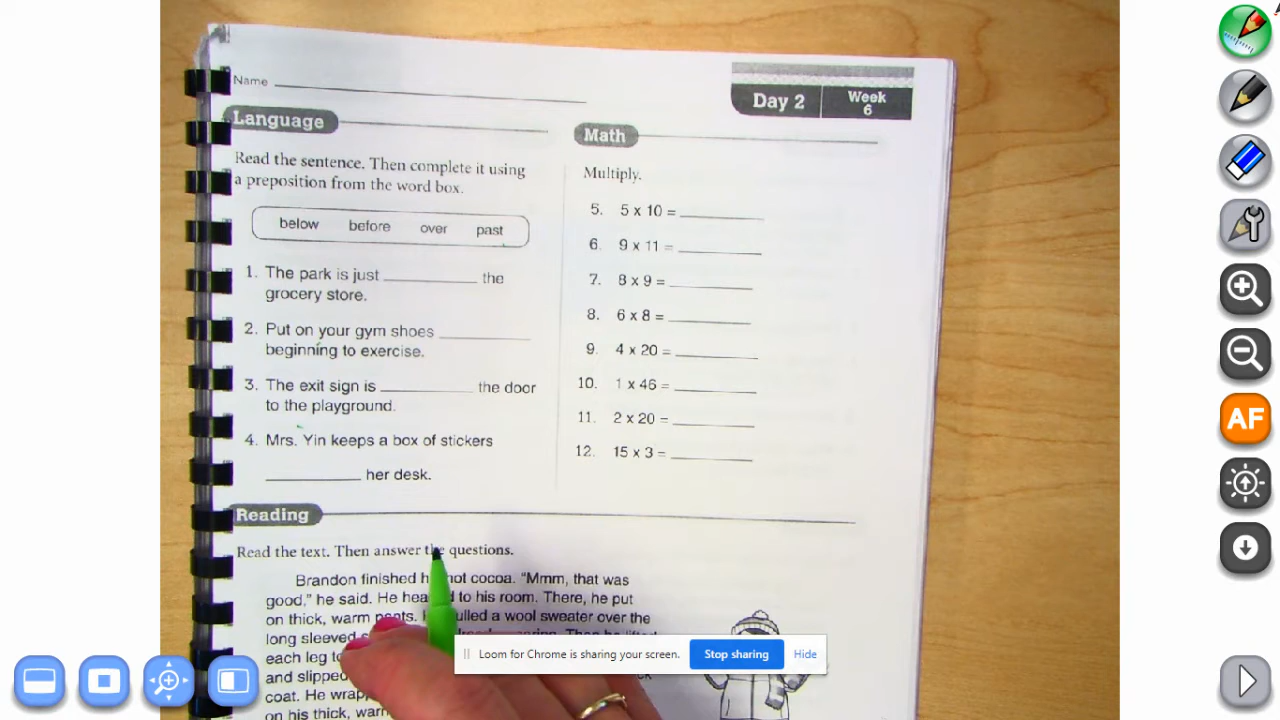 Name
Day 2
Week
6
Language
Read the sentence. Then complete it using
a preposition from the word box.
below before over past
1. The park is just the
grocery store.
2. Put on your gym shoes
beginning to exercise.
3. The exit sign is the door
to the playground.
4. Mrs. Yin keeps a box of stickers
her desk.
Math
Multiply.
5. 5 x 10 =
6. 9 x 11 =
7. 8 x 9 =
8. 6 x 8 =
9. 4 x 20 =
10. 1 x 46 =
11. 2 x 20 =
12. 15 x 3 =
Reading
Read the text. Then answer the questions.
Brandon finished hot cocoa. “Mmm, that was
good,” he said. He to his room. There, he put
on thick, warm pants. a wool sweater over the
long sleeved
each leg
and slipped
coat. He
on his thick,
Loom for Chrome is sharing your screen. Stop sharing Hide
AF